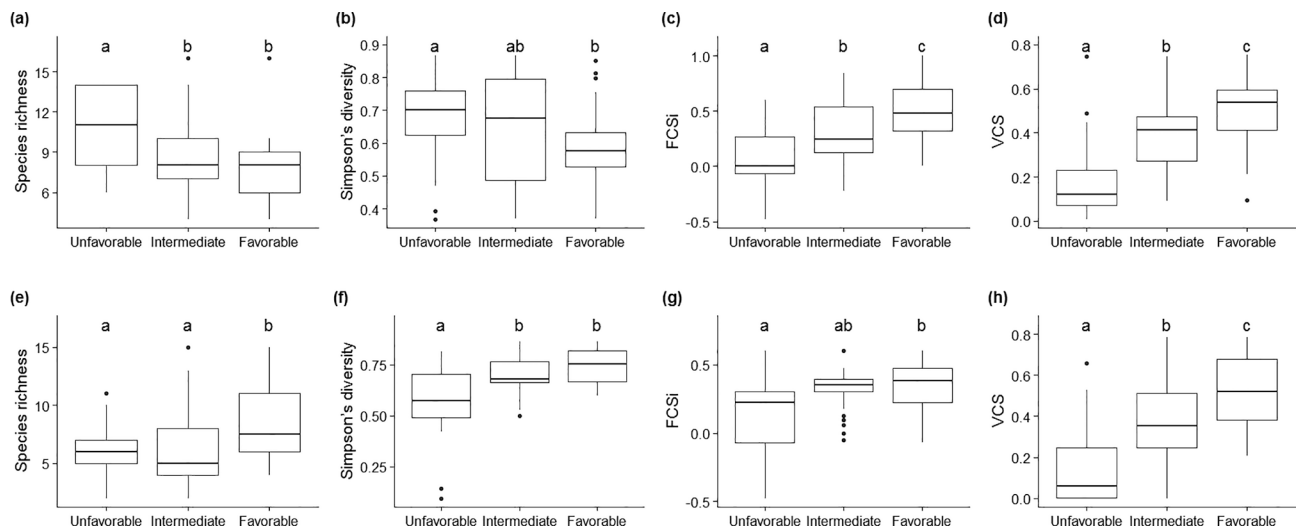 (a)
Species richness
15
12
9
6
a
b
b
Unfavorable
Intermediate
Favorable
(b)
Simpson's diversity
0.9
0.8
0.7
0.6
0.5
0.4
a
ab
b
Unfavorable
Intermediate
Favorable
(c)
FCSi
1.0
0.5
0.0
-0.5
a
b
c
Unfavorable
Intermediate
Favorable
(d)
VCS
0.8
0.6
0.4
0.2
0.0
a
b
c
Unfavorable
Intermediate
Favorable
(e)
Species richness
15
10
5
a
a
b
Unfavorable
Intermediate
Favorable
(f)
Simpson's diversity
0.75
0.50
0.25
a
b
b
Unfavorable
Intermediate
Favorable
(g)
FCSi
0.5
0.0
-0.5
a
ab
b
Unfavorable
Intermediate
Favorable
(h)
VCS
0.8
0.6
0.4
0.2
0.0
a
b
c
Unfavorable
Intermediate
Favorable